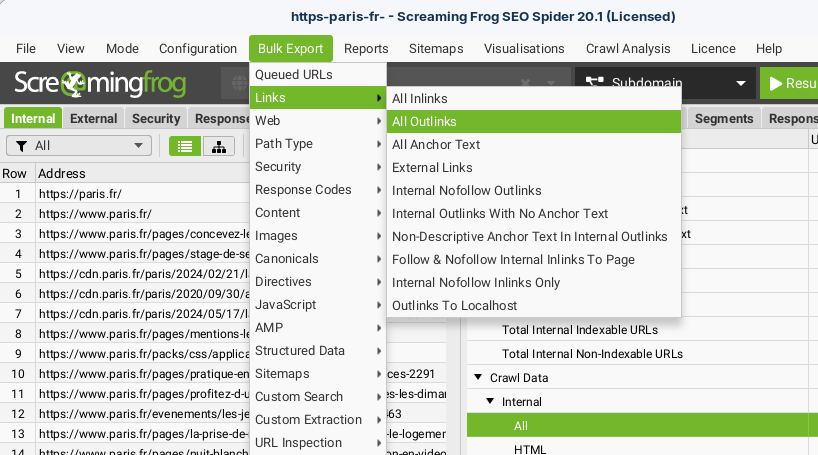 https-paris-fr- - Screaming Frog SEO Spider 20.1 (Licensed)
File View Mode Configuration Bulk Export Reports Sitemaps Visualisations Crawl Analysis Licence Help
Screamingfrog
Subdomain
Resu
Internal External Security Respons
Segments Respons
All
Row Address
1 https://paris.fr/
2 https://www.paris.fr/
3 https://www.paris.fr/pages/concevez-le
4 https://www.paris.fr/pages/stage-de-se
5 https://cdn.paris.fr/paris/2024/02/21/l
6 https://cdn.paris.fr/paris/2020/09/30/
7 https://cdn.paris.fr/paris/2024/05/17/l
8 https://www.paris.fr/pages/mentions-le
9 https://www.paris.fr/packs/css/applica
10 https://www.paris.fr/pages/pratique-en
ces-2291
11 https://www.paris.fr/pages/profitez-d-u
es-les-dimar
12 https://www.paris.fr/evenements/les-je
463
13 https://www.paris.fr/pages/la-prise-de-
-le-logemen
14 https://www.paris.fr/pages/nuit-blanch
on-en-video
Queued URLs
Links
Web
Path Type
Security
Response Codes
Content
Images
Canonicals
Directives
JavaScript
AMP
Structured Data
Sitemaps
Custom Search
Custom Extraction
URL Inspection
All Inlinks
All Outlinks
All Anchor Text
External Links
Internal Nofollow Outlinks
Internal Outlinks With No Anchor Text
Non-Descriptive Anchor Text In Internal Outlinks
Follow & Nofollow Internal Inlinks To Page
Internal Nofollow Inlinks Only
Outlinks To Localhost
U
xt
xt
Total Internal Indexable URLs
Total Internal Non-Indexable URLs
Crawl Data
Internal
All
HTML